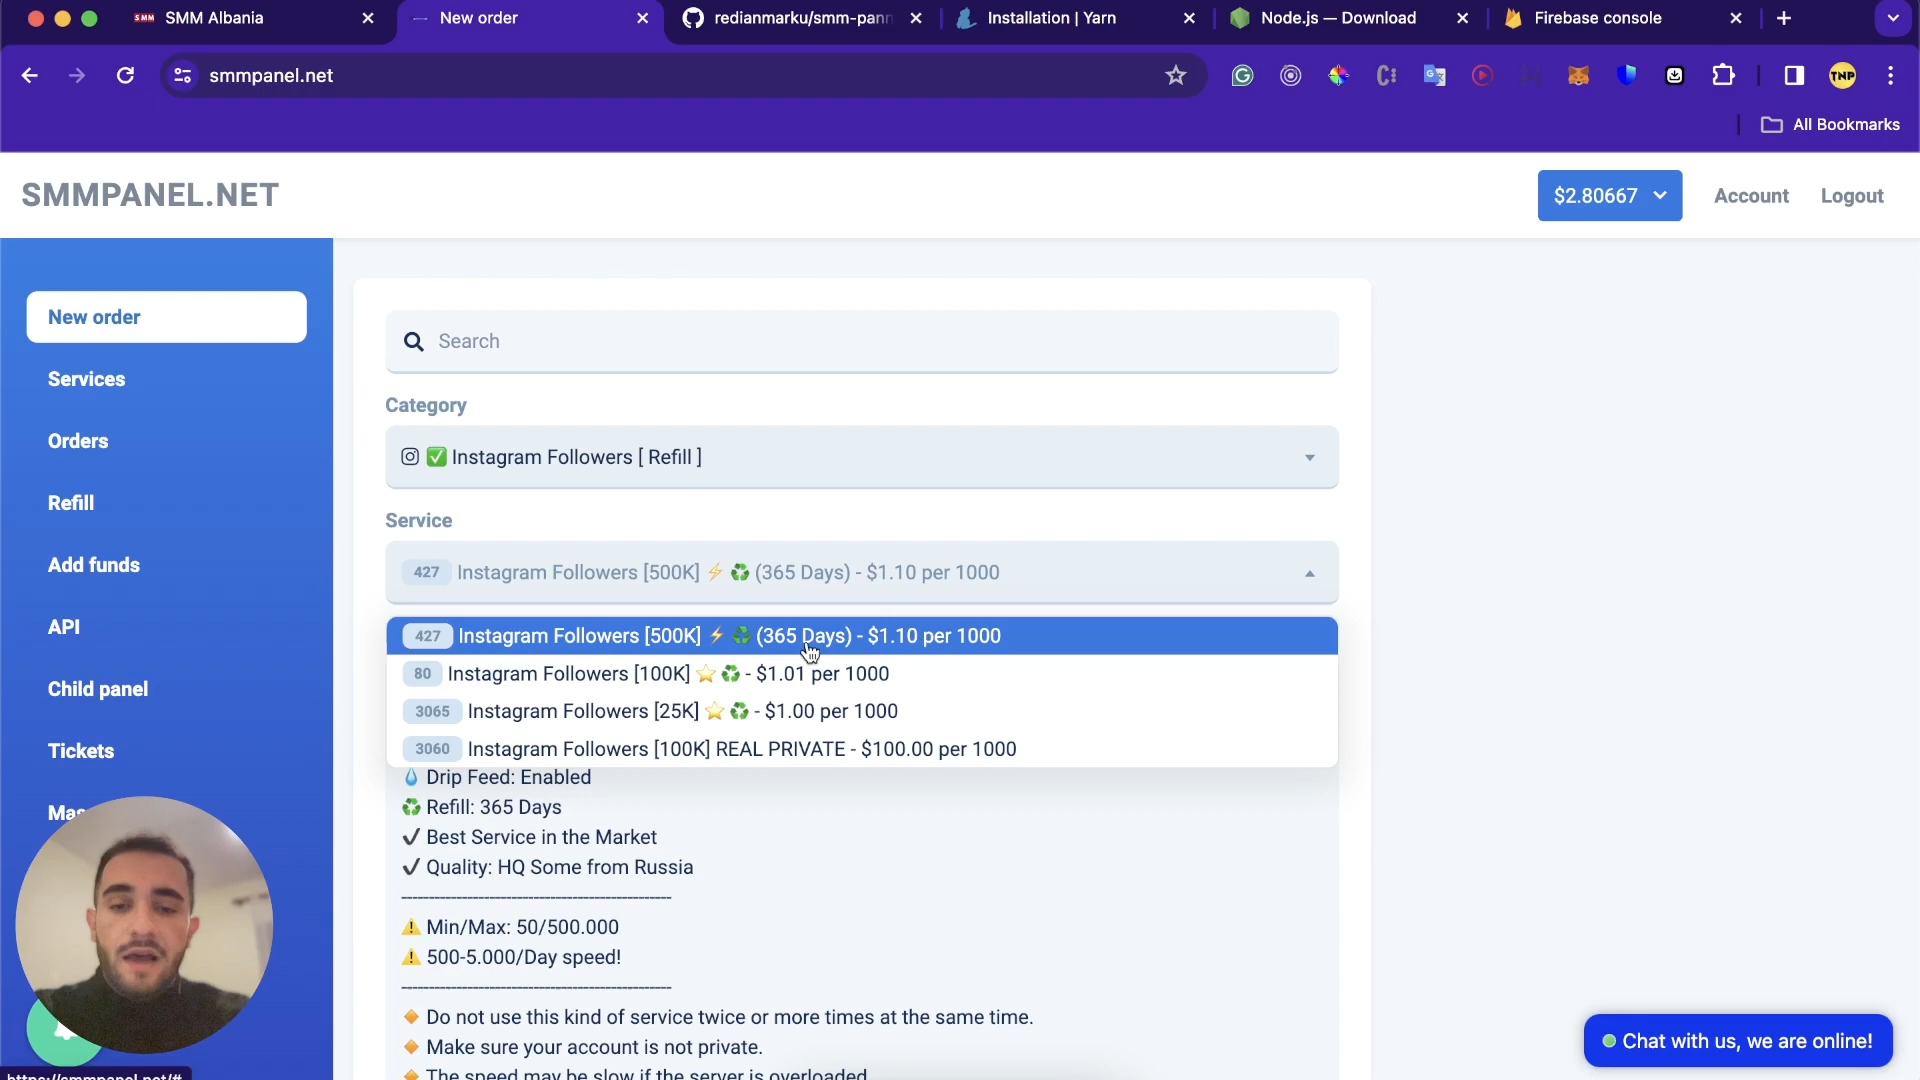 SMM SMM Albania
New order
redianmarku/smm-pann
Installation | Yarn
Node.js — Download
Firebase console
smmpanel.net
TNP
All Bookmarks
SMMPANEL.NET
$2.80667
Account
Logout
New order
Services
Orders
Refill
Add funds
API
Child panel
Tickets
Mas
Search
Category
✅ Instagram Followers [ Refill ]
Service
427 Instagram Followers [500K] ⚡ ♻️ (365 Days) - $1.10 per 1000
427 Instagram Followers [500K] ⚡ ♻️ (365 Days) - $1.10 per 1000
80 Instagram Followers [100K] ⭐ ♻️ - $1.01 per 1000
3065 Instagram Followers [25K] ⭐ ♻️ - $1.00 per 1000
3060 Instagram Followers [100K] REAL PRIVATE - $100.00 per 1000
💧 Drip Feed: Enabled
♻️ Refill: 365 Days
✔ Best Service in the Market
✔ Quality: HQ Some from Russia
------------------------------------------------
⚠️ Min/Max: 50/500.000
⚠️ 500-5.000/Day speed!
------------------------------------------------
🔸 Do not use this kind of service twice or more times at the same time.
🔸 Make sure your account is not private.
🔸 The speed may be slow if the server is overloaded
Chat with us, we are online!
https://smmpanel.net/#